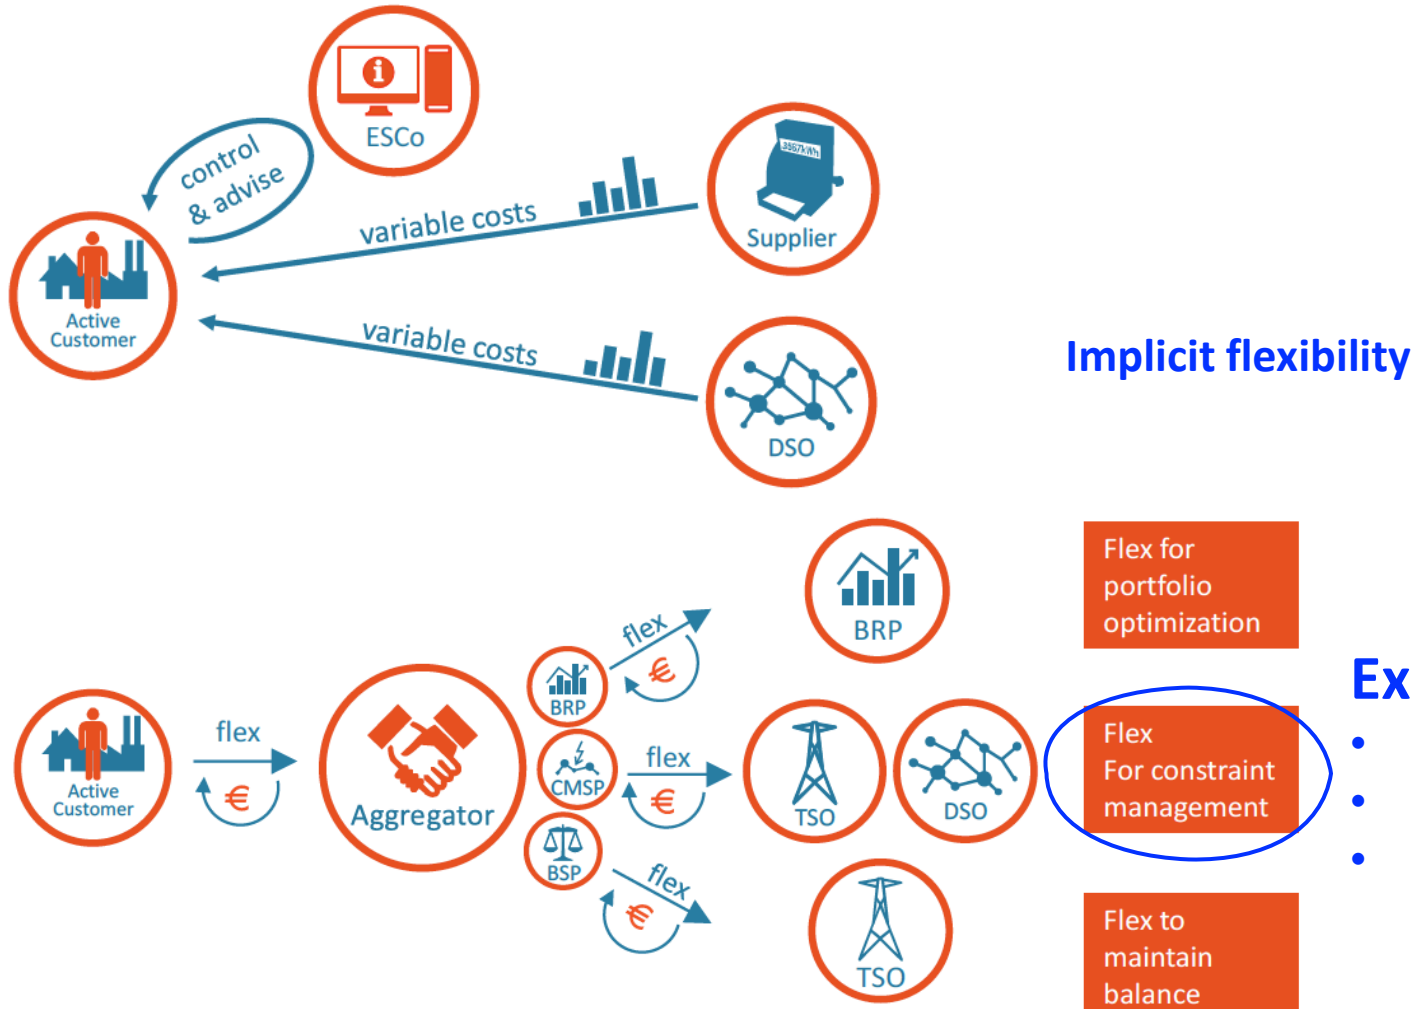 ESCo
control
& advise
variable costs
3667kWh
Supplier
Active
Customer
variable costs
DSO
Implicit flexibility
BRP
Flex for
portfolio
optimization
flex
€
BRP
Ex
flex
€
Active
Customer
Aggregator
CMSP
flex
€
TSO
DSO
Flex
For constraint
management
•
•
•
BSP
flex
€
TSO
Flex to
maintain
balance